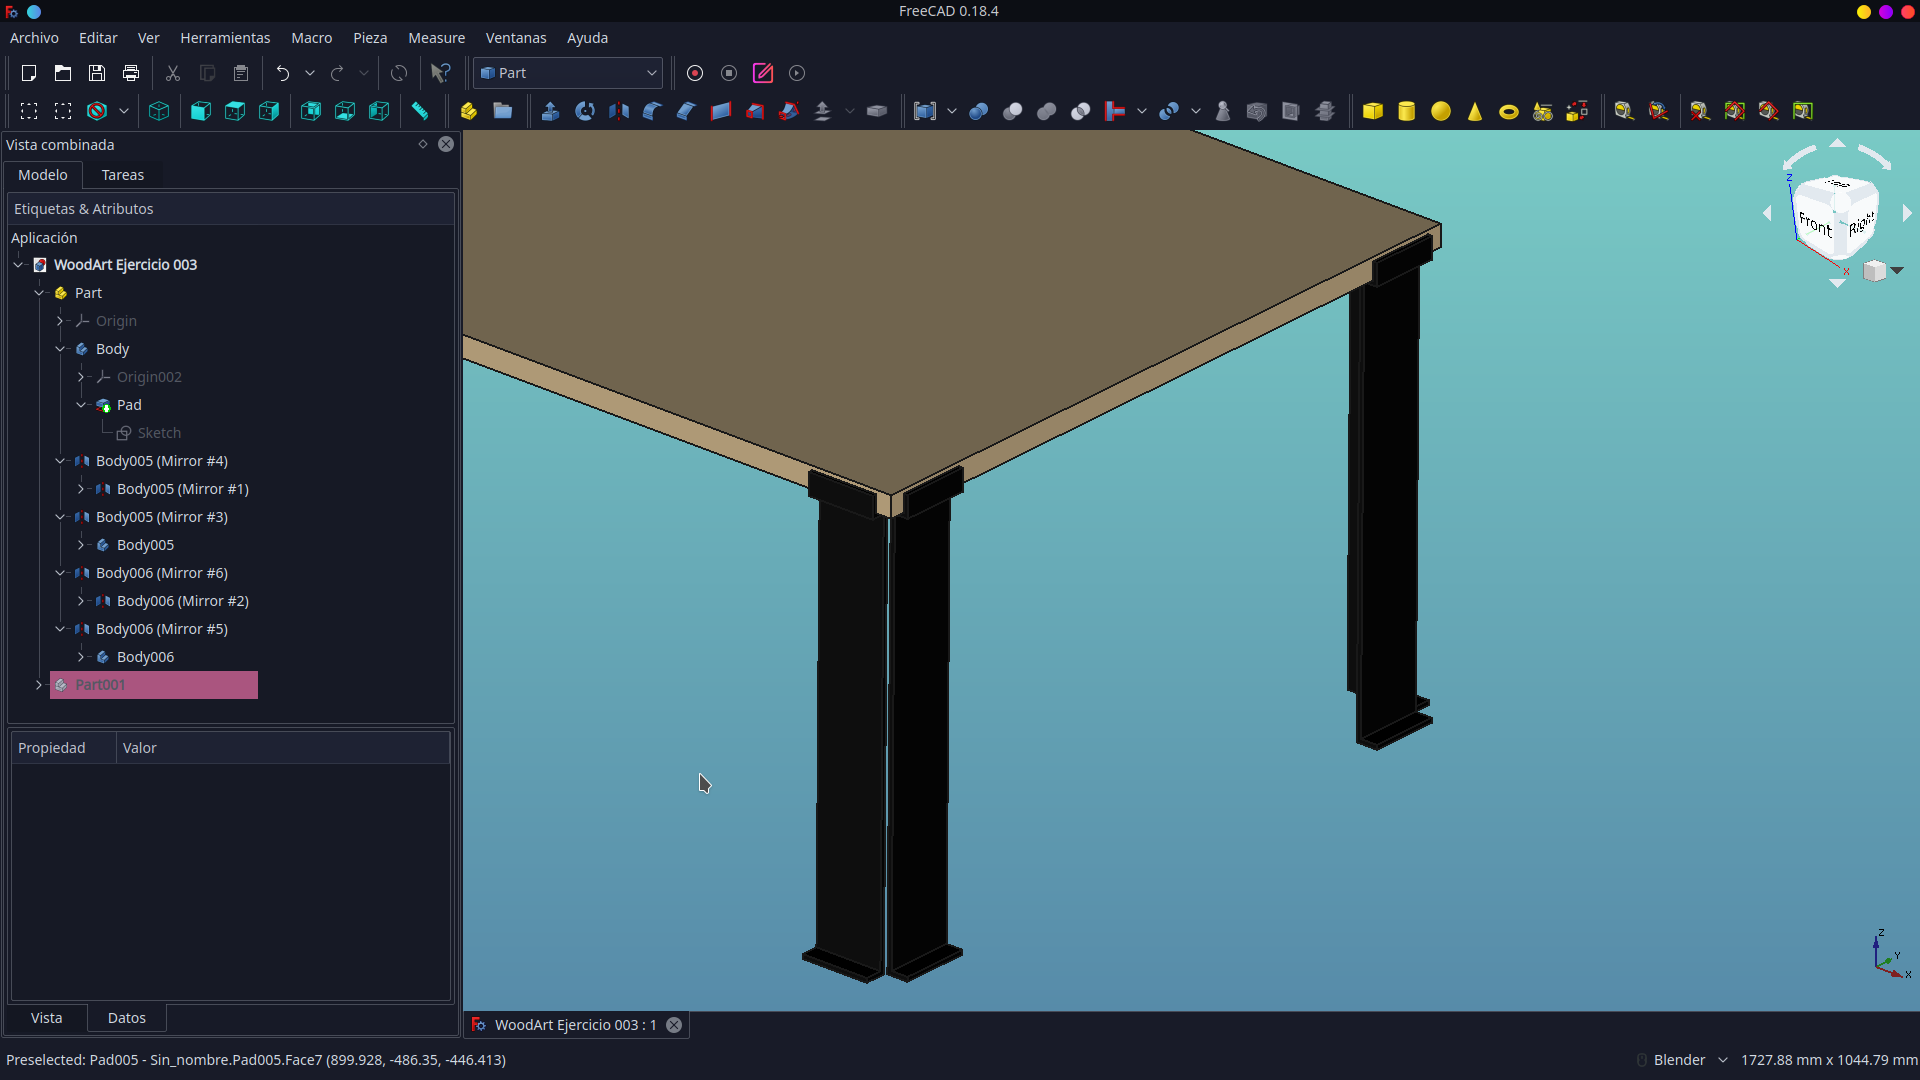 FreeCAD 0.18.4
Archivo Editar Ver Herramientas Macro Pieza Measure Ventanas Ayuda
Part
Vista combinada
Modelo Tareas
Etiquetas & Atributos
Aplicación
WoodArt Ejercicio 003
Part
Origin
Body
Origin002
Pad
Sketch
Body005 (Mirror #4)
Body005 (Mirror #1)
Body005 (Mirror #3)
Body005
Body006 (Mirror #6)
Body006 (Mirror #2)
Body006 (Mirror #5)
Body006
Part001
Propiedad Valor
Vista Datos
Z
Front
Right
X
Z
Y
X
WoodArt Ejercicio 003 : 1
Preselected: Pad005 - Sin_nombre.Pad005.Face7 (899.928, -486.35, -446.413)
Blender 1727.88 mm x 1044.79 mm